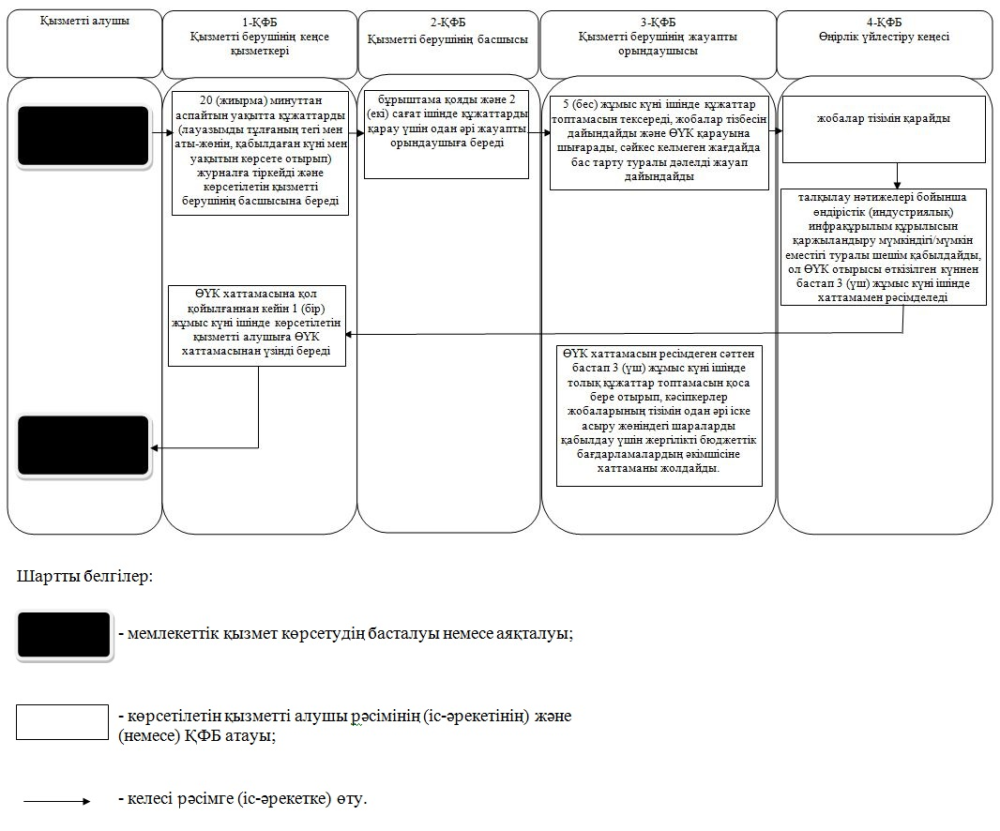 Қызметті алушы
1-ҚФБ
Қызметті берушінің кеңсе
қызметкері
2-ҚФБ
Қызметті берушінің басшысы
3-ҚФБ
Қызметті берушінің жауапты
орындаушысы
4-ҚФБ
Өңірлік үйлестіру кеңесі
20 (жиырма) минуттан
аспайтын уақытта құжаттарды
(лауазымды тұлғаның тегі мен
аты-жөнін, қабылдаған күні мен
уақытын көрсете отырып)
журналға тіркейді және
көрсетілетін қызметті
берушінің басшысына береді
бұрыштама қояды және 2
(екі) сағат ішінде құжаттарды
қарау үшін одан әрі жауапты
орындаушыға береді
5 (бес) жұмыс күні ішінде құжаттар
топтамасын тексереді, жобалар тізбесін
дайындайды және ӨҮК қарауына
шығарады, сәйкес келмеген жағдайда
бас тарту туралы дәлелді жауап
дайындайды
жобалар тізімін қарайды
талқылау нәтижелері бойынша
өндірістік (индустриялық)
инфрақұрылым құрылысын
қаржыландыру мүмкіндігі/мүмкін
еместігі туралы шешім қабылдайды,
ол ӨҮК отырысы өткізілген күннен
бастап 3 (үш) жұмыс күні ішінде
хаттамамен рәсімделеді
ӨҮК хаттамасына қол
қойылғаннан кейін 1 (бір)
жұмыс күні ішінде көрсетілетін
қызметті алушыға ӨҮК
хаттамасынан үзінді береді
ӨҮК хаттамасын ресімдеген сәттен
бастап 3 (үш) жұмыс күні ішінде
толық құжаттар топтамасын қоса
бере отырып, кәсіпкерлер
жобаларының тізімін одан әрі іске
асыру жөніндегі шараларды
қабылдау үшін жергілікті бюджеттік
бағдарламалардың әкімшісіне
хаттаманы жолдайды.
Шартты белгілер:
- мемлекеттік қызмет көрсетудің басталуы немесе аяқталуы;
- көрсетілетін қызметті алушы рәсімінің (іс-әрекетінің) және
(немесе) ҚФБ атауы;
- келесі рәсімге (іс-әрекетке) өту.